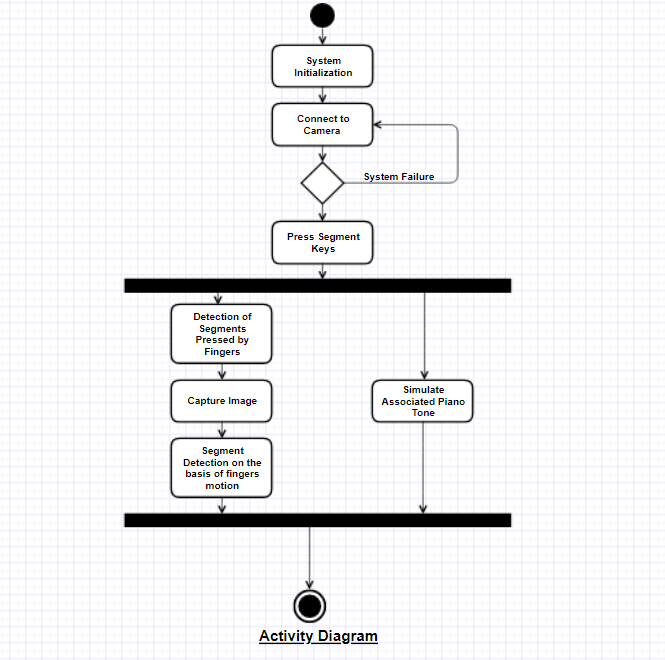 System
Initialization
Connect to
Camera
System Failure
Press Segment
Keys
Detection of
Segments
Pressed by
Fingers
Capture Image
Simulate
Associated Piano
Tone
Segment
Detection on the
basis of fingers
motion
Activity Diagram